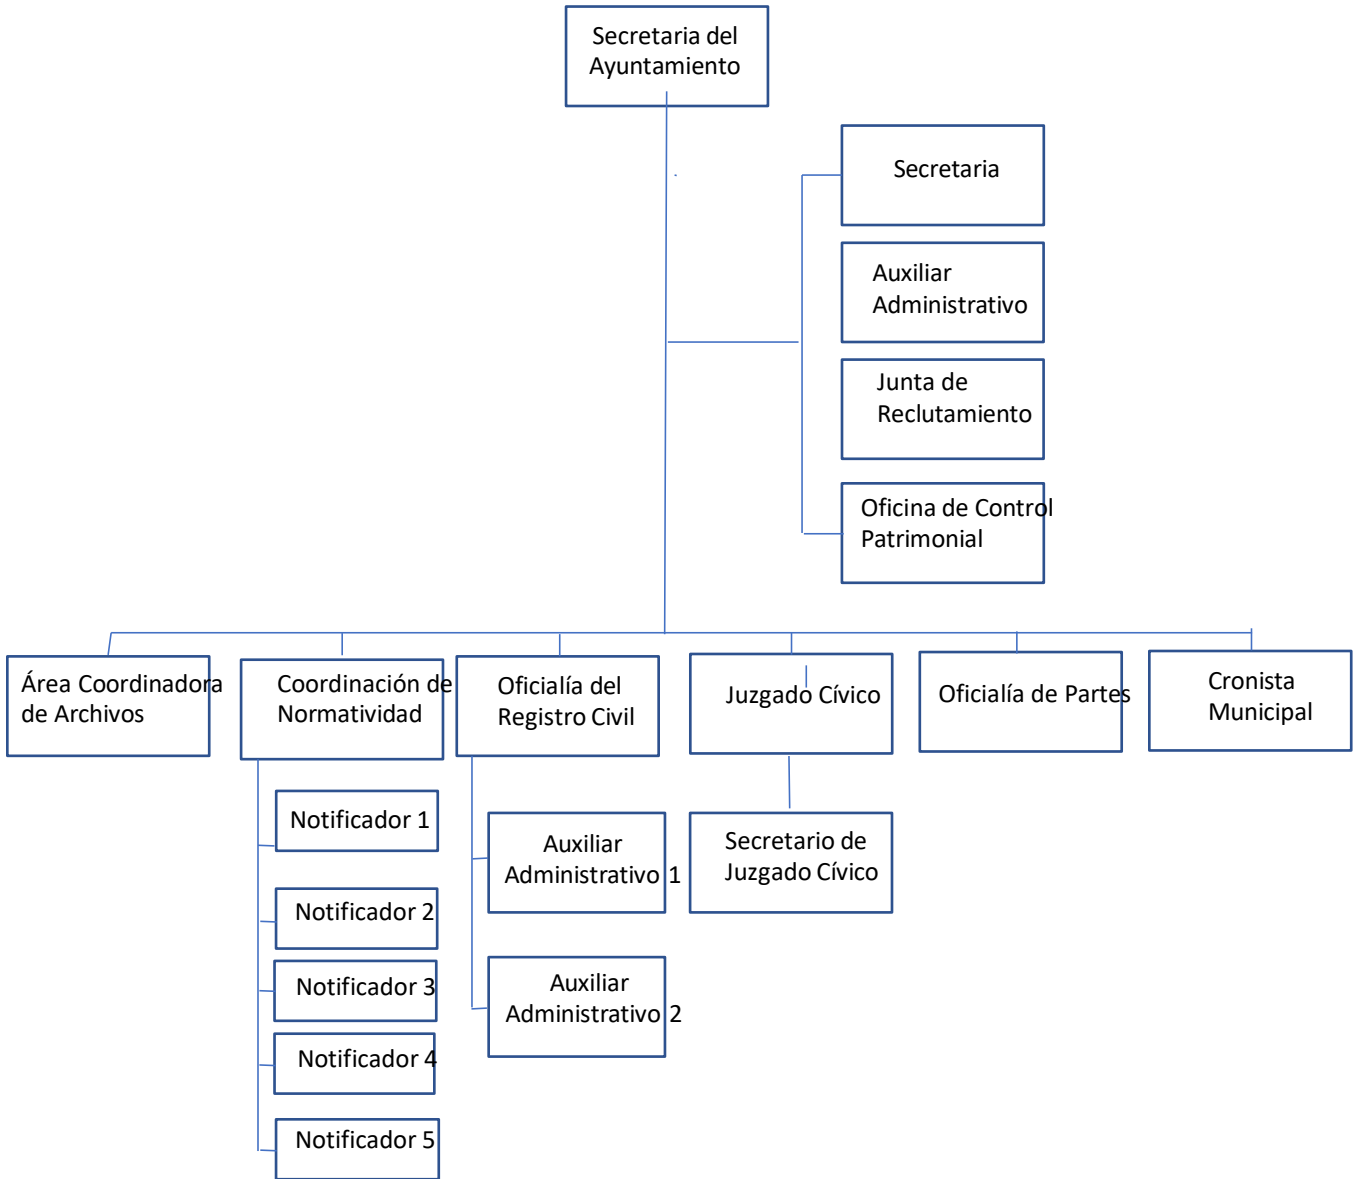 Secretaria del
Ayuntamiento
Secretaria
Auxiliar
Administrativo
Junta de
Reclutamiento
Oficina de Control
Patrimonial
Área Coordinadora
de Archivos
Coordinación de
Normatividad
Oficialía del
Registro Civil
Juzgado Cívico
Oficialía de Partes
Cronista
Municipal
Notificador 1
Notificador 2
Notificador 3
Notificador 4
Notificador 5
Auxiliar
Administrativo 1
Auxiliar
Administrativo 2
Secretario de
Juzgado Cívico